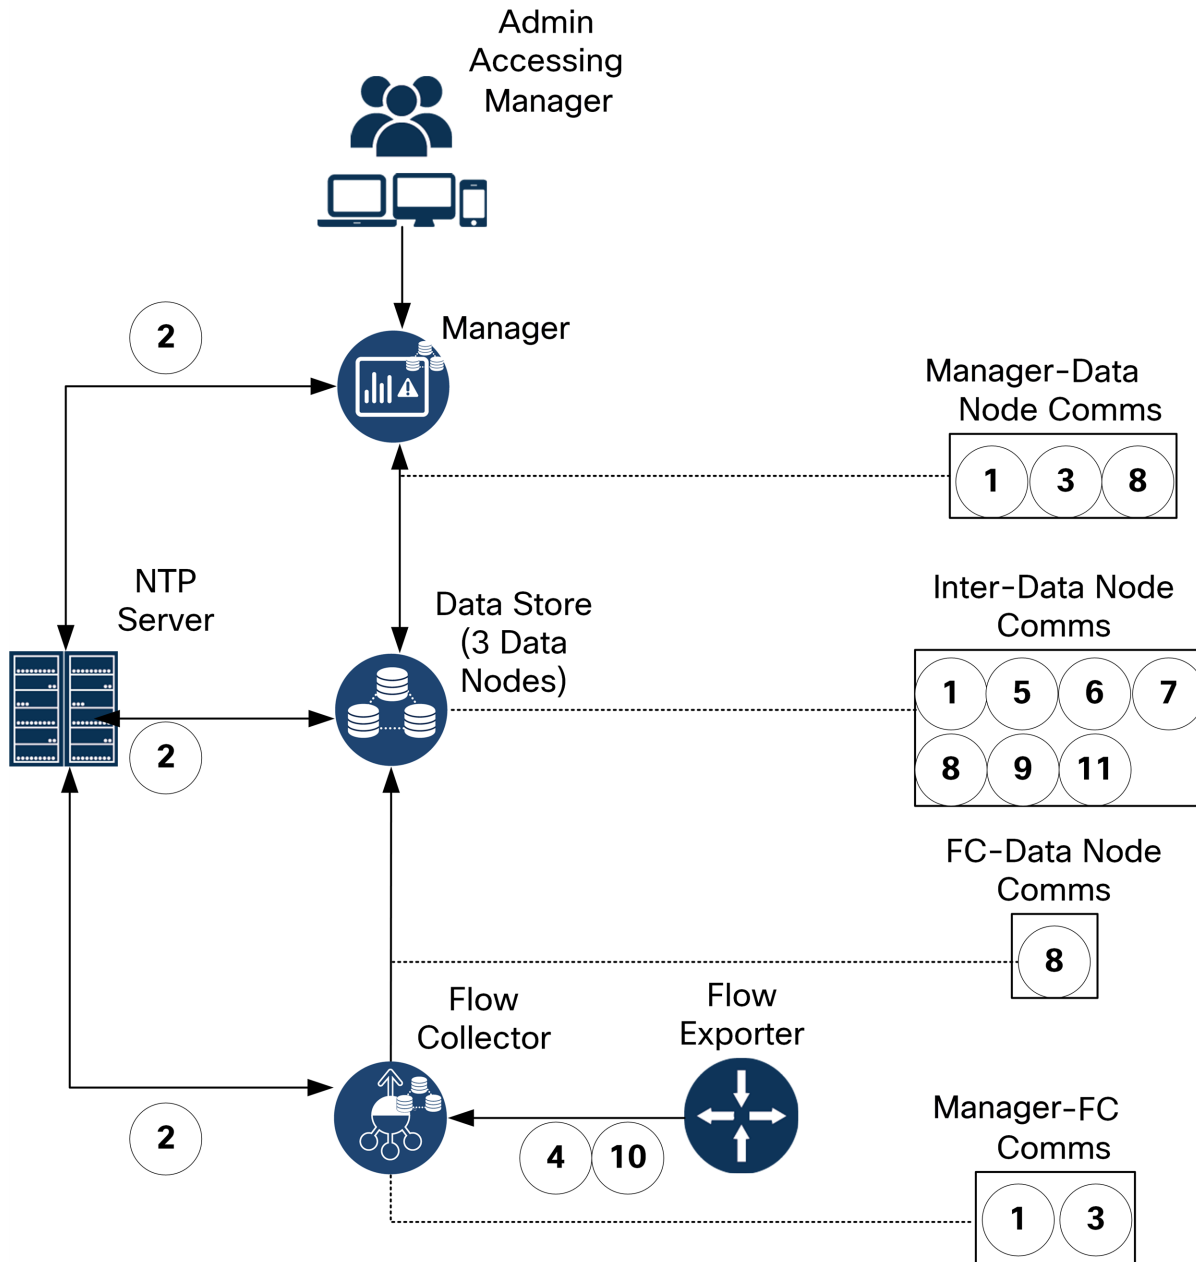 Admin
Accessing
Manager
2
Manager
Manager-Data
Node Comms
1 3 8
NTP
Server
Data Store
(3 Data
Nodes)
2
Inter-Data Node
Comms
1 5 6 7
8 9 11
FC-Data Node
Comms
8
Flow
Collector
Flow
Exporter
2
4 10
Manager-FC
Comms
1 3